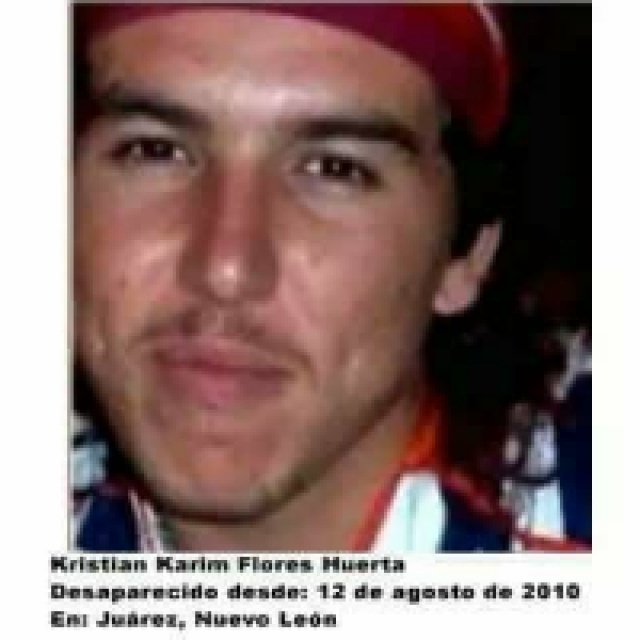 Kristian Karim Flores Huerta
Desaparecido desde: 12 de agosto de 2010
En: Juárez, Nuevo León